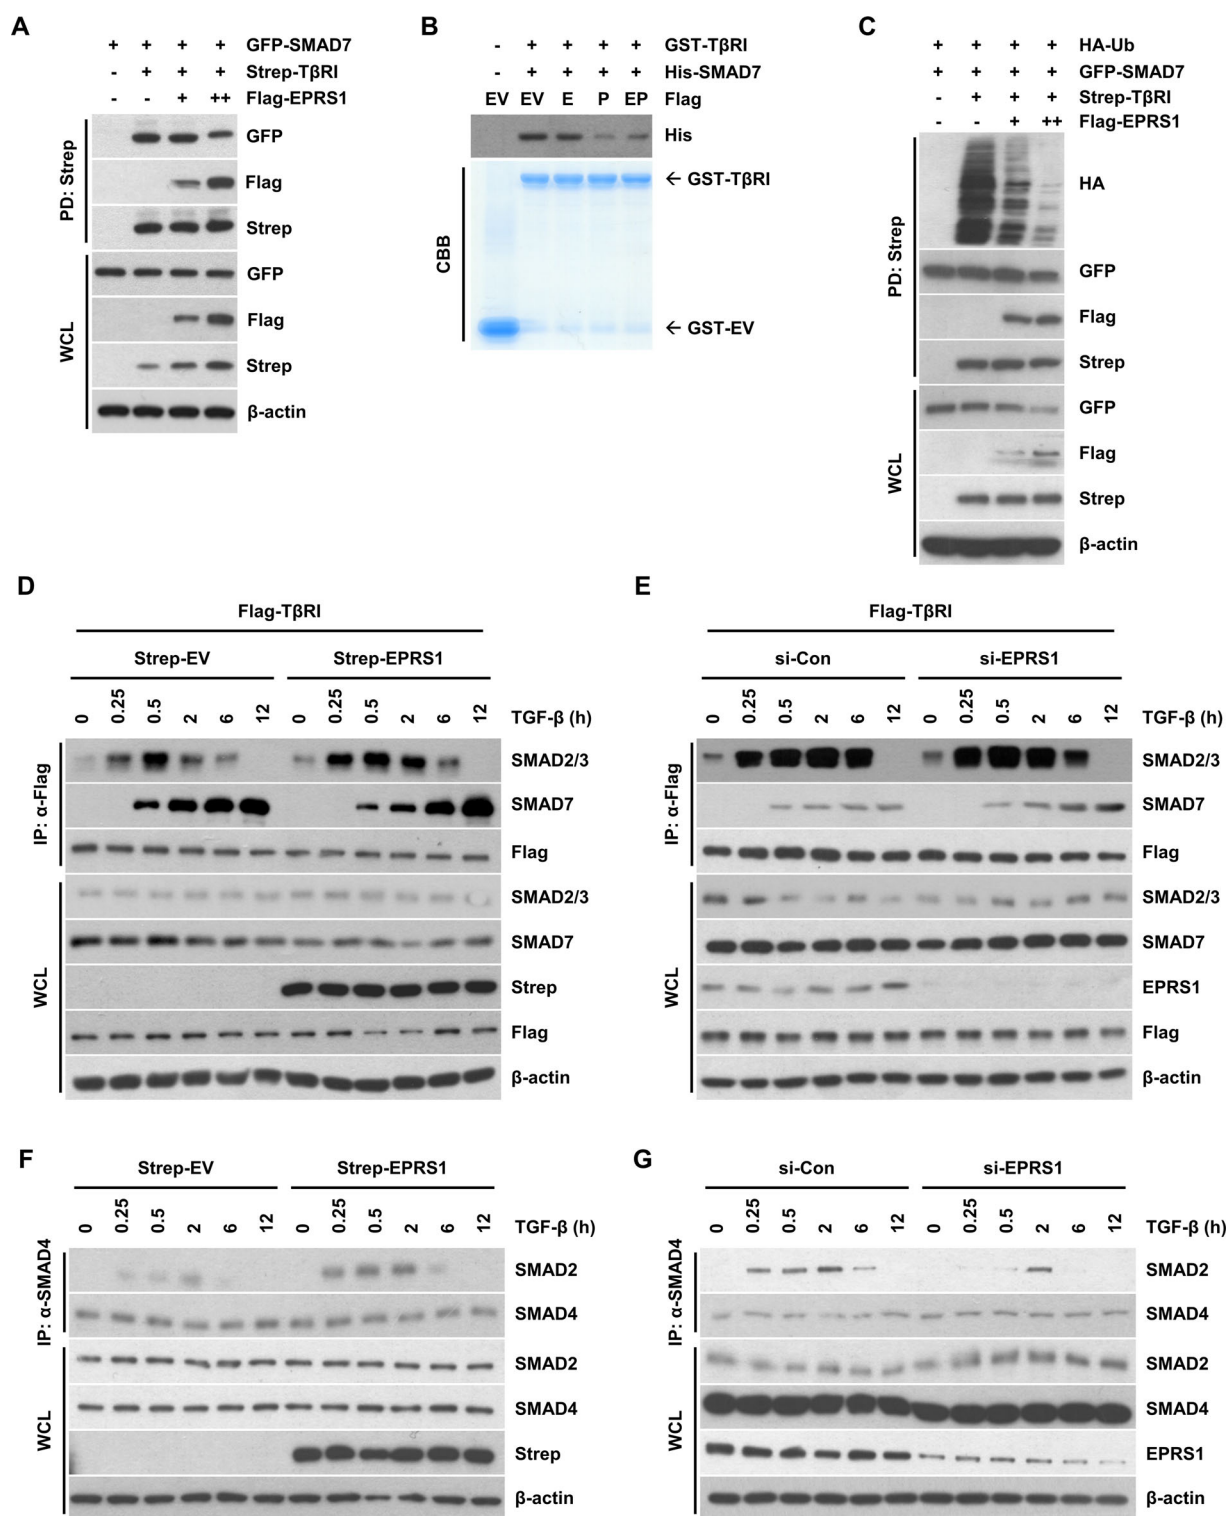 A
+ + + + GFP-SMAD7
- + + + Strep-TβRI
- - + ++ Flag-EPRS1
PD: Strep
GFP
Flag
Strep
WCL
GFP
Flag
Strep
β-actin
B
- + + + + GST-TβRI
- + + + + His-SMAD7
EV EV E P EP Flag
His
CBB
← GST-TβRI
← GST-EV
C
+ + + + HA-Ub
+ + + + GFP-SMAD7
- + + + Strep-TβRI
- - + ++ Flag-EPRS1
PD: Strep
HA
GFP
Flag
Strep
WCL
GFP
Flag
Strep
β-actin
D
Flag-TβRI
Strep-EV Strep-EPRS1
0 0.25 0.5 2 6 12 0 0.25 0.5 2 6 12 TGF-β (h)
IP: α-Flag
SMAD2/3
SMAD7
Flag
WCL
SMAD2/3
SMAD7
Strep
Flag
β-actin
E
Flag-TβRI
si-Con si-EPRS1
0 0.25 0.5 2 6 12 0 0.25 0.5 2 6 12 TGF-β (h)
IP: α-Flag
SMAD2/3
SMAD7
Flag
WCL
SMAD2/3
SMAD7
EPRS1
Flag
β-actin
F
Strep-EV Strep-EPRS1
0 0.25 0.5 2 6 12 0 0.25 0.5 2 6 12 TGF-β (h)
IP: α-SMAD4
SMAD2
SMAD4
WCL
SMAD2
SMAD4
Strep
β-actin
G
si-Con si-EPRS1
0 0.25 0.5 2 6 12 0 0.25 0.5 2 6 12 TGF-β (h)
IP: α-SMAD4
SMAD2
SMAD4
WCL
SMAD2
SMAD4
EPRS1
β-actin